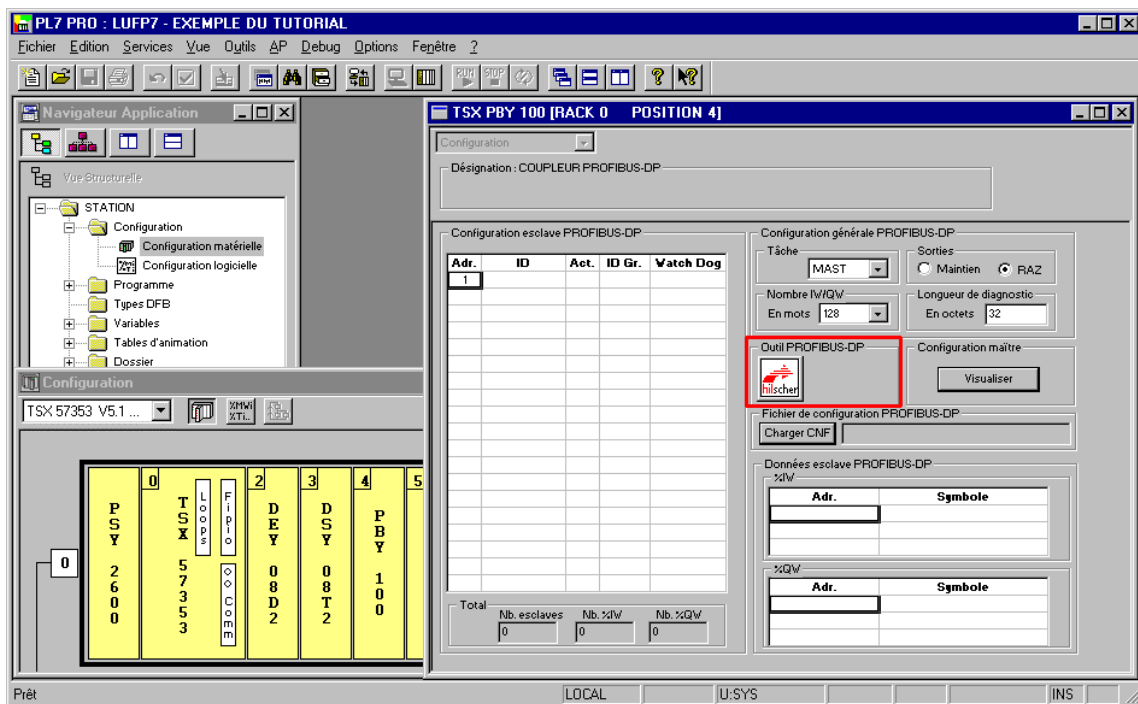 PL7 PRO : LUFP7 - EXEMPLE DU TUTORIAL
Fichier Edition Services Vue Outils AP Debug Options Fenêtre ?
RUN STOP
Navigateur Application
Vue Structurelle
STATION
Configuration
Configuration matérielle
Configuration logicielle
Programme
Types DFB
Variables
Tables d'animation
Dossier
Configuration
TSX 57353 V5.1 ...
%MWi
%Ti..
0
PSY 2600
0
TSX 57353
Loops
Fipio
Comm
2
DEY 08D2
3
DSY 08T2
4
PBY 100
5
TSX PBY 100 [RACK 0 POSITION 4]
Configuration
Désignation : COUPLEUR PROFIBUS-DP
Configuration esclave PROFIBUS-DP
Adr. ID Act. ID Gr. Watch Dog
1
Total
Nb. esclaves Nb. %IW Nb. %QW
0 0 0
Configuration générale PROFIBUS-DP
Tâche
MAST
Sorties
Maintien RAZ
Nombre IW/QW
En mots 128
Longueur de diagnostic
En octets 32
Outil PROFIBUS-DP
hilscher
Configuration maître
Visualiser
Fichier de configuration PROFIBUS-DP
Charger CNF
Données esclave PROFIBUS-DP
%IW
Adr. Symbole
%QW
Adr. Symbole
Prêt LOCAL U:SYS INS